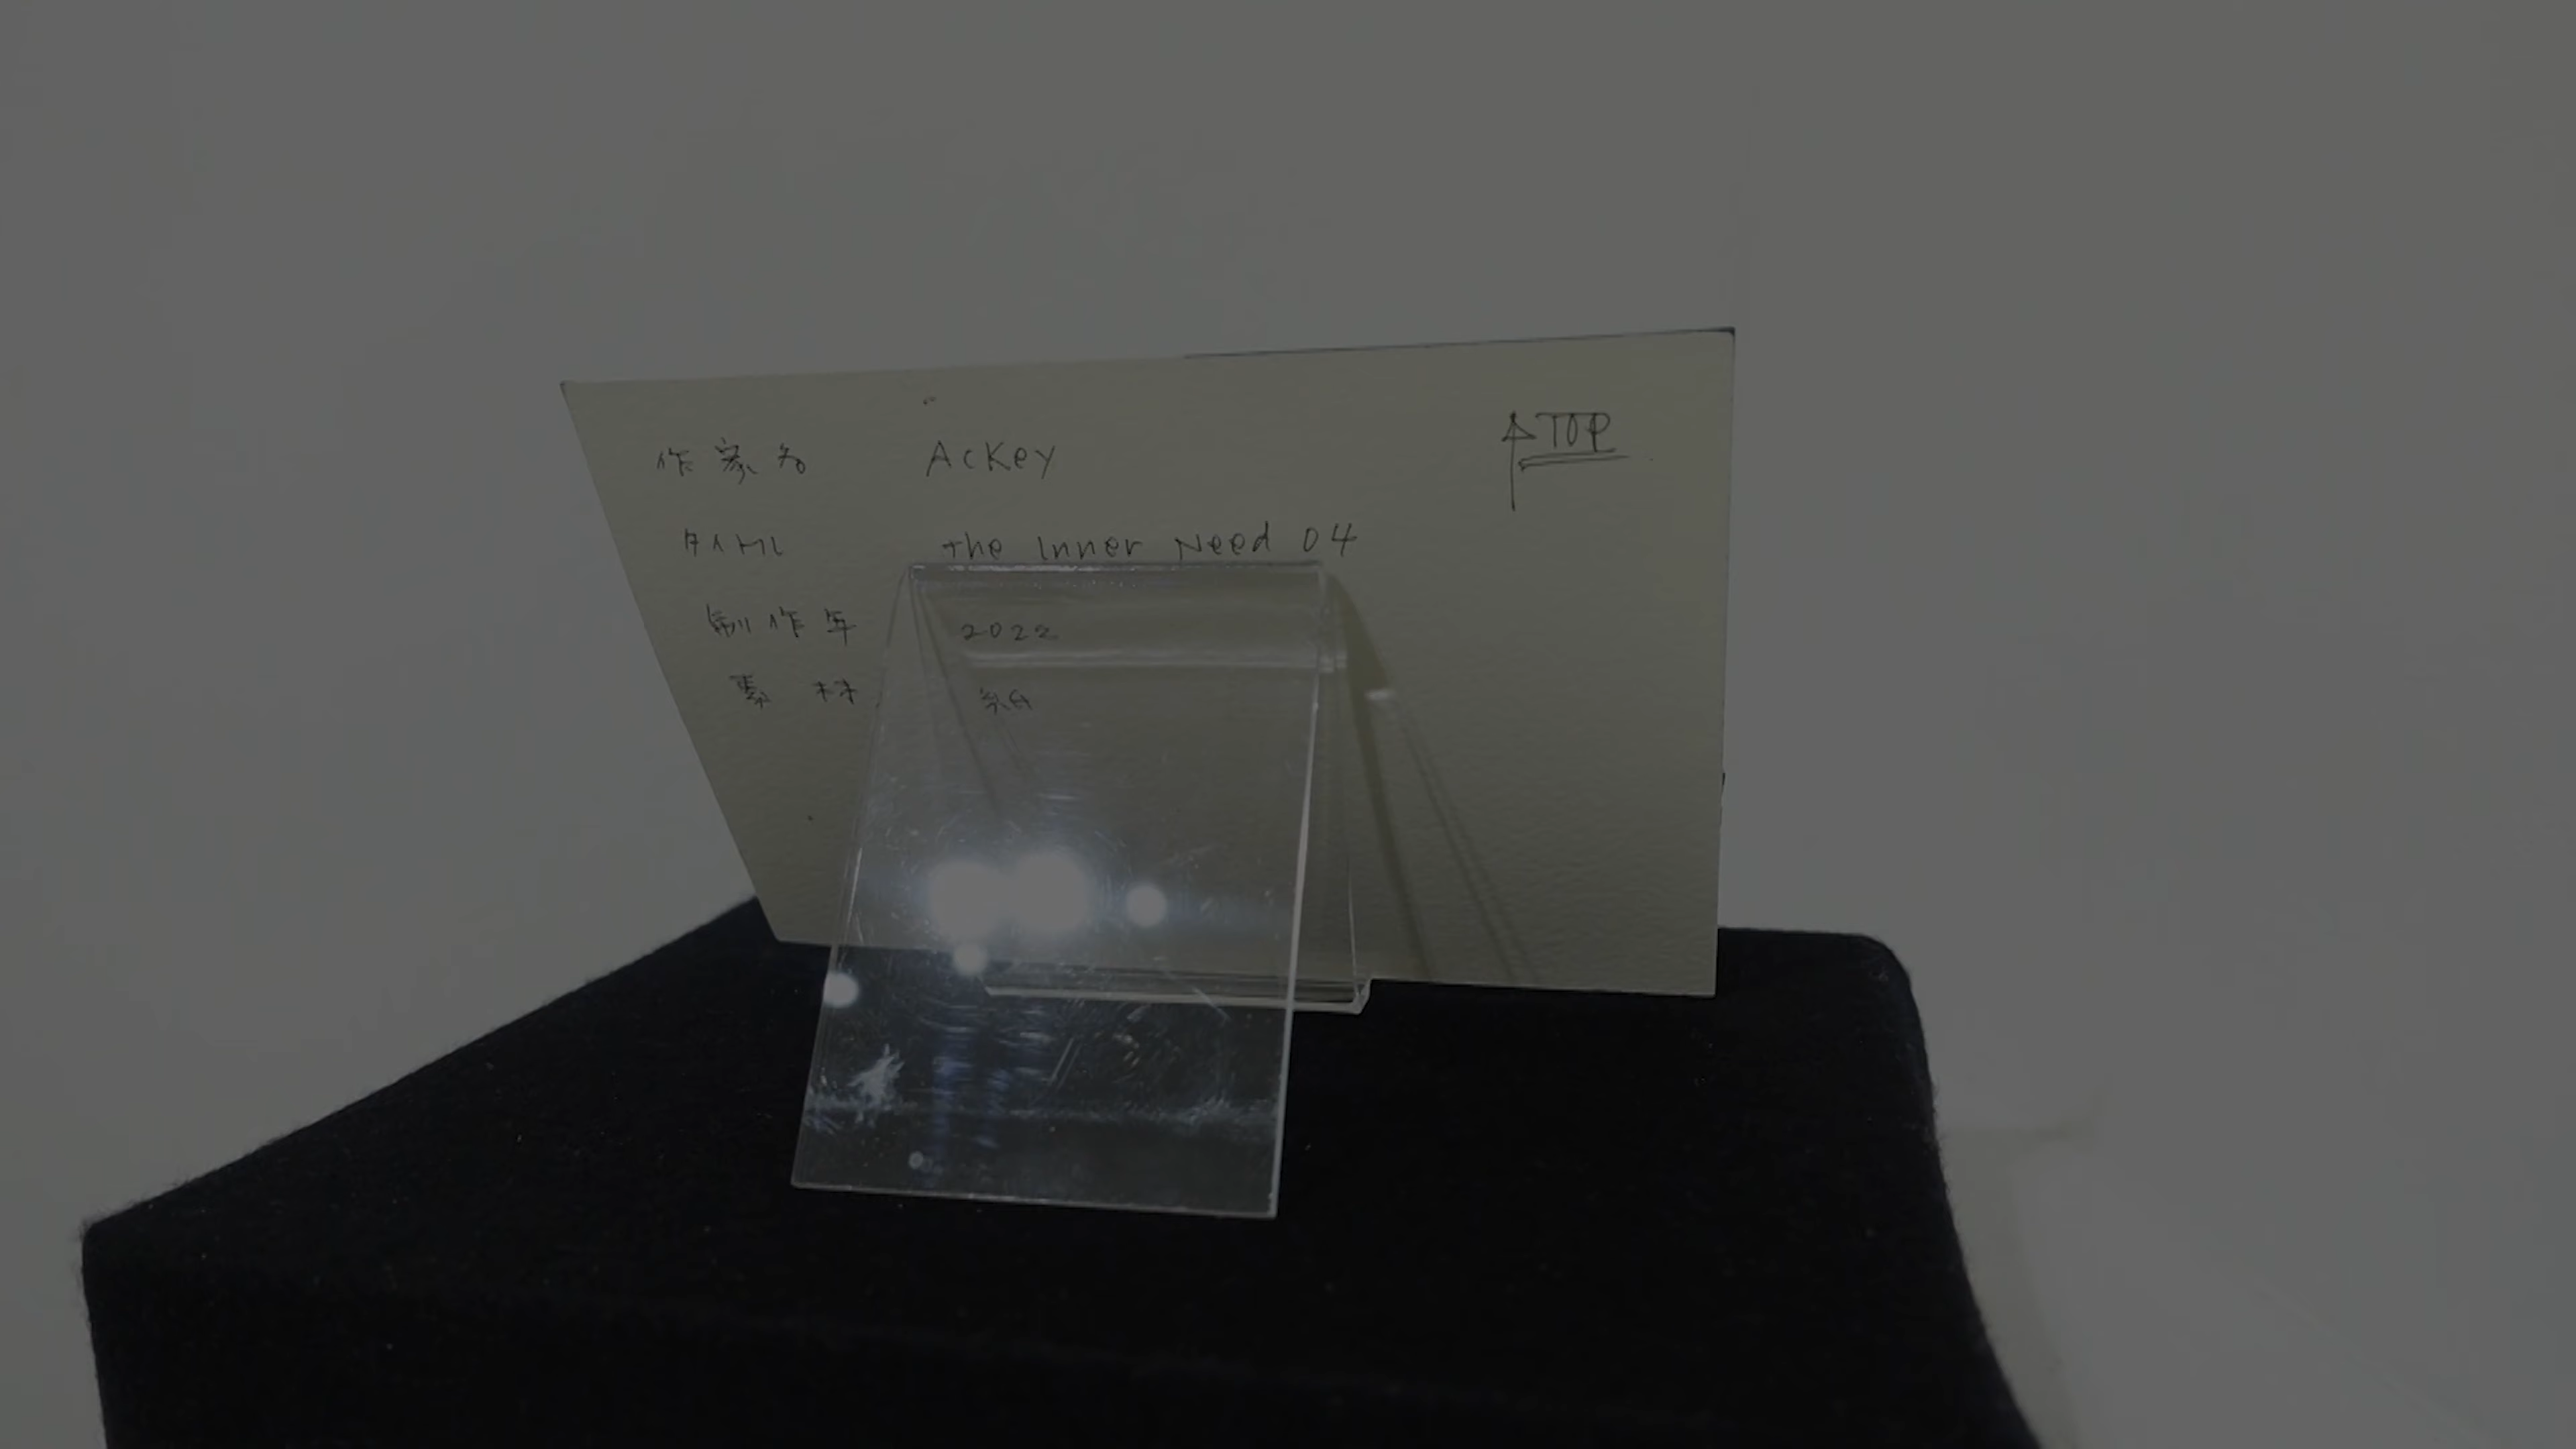 作家名 AcKey
↑TOP
タイトル the Inner Need 04
制作年 2022
素材 紙